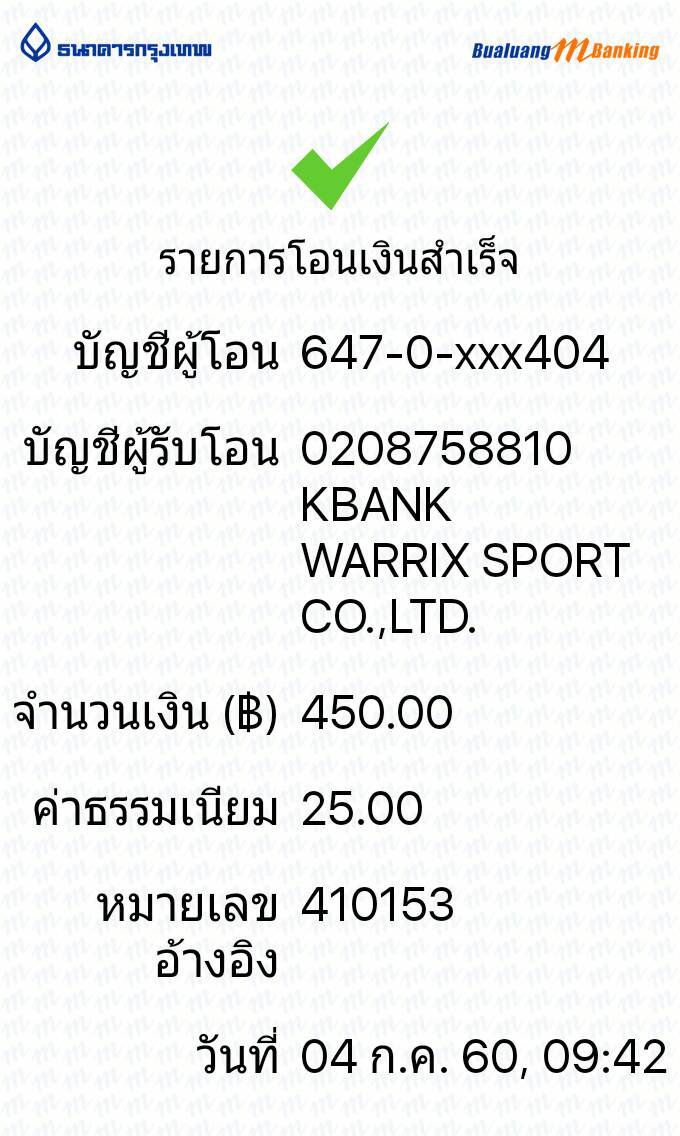 ธนาคารกรุงเทพ
Bualuang mBanking
รายการโอนเงินสำเร็จ
บัญชีผู้โอน 647-0-xxx404
บัญชีผู้รับโอน 0208758810
KBANK
WARRIX SPORT
CO.,LTD.
จำนวนเงิน (฿) 450.00
ค่าธรรมเนียม 25.00
หมายเลข 410153
อ้างอิง
วันที่ 04 ก.ค. 60, 09:42